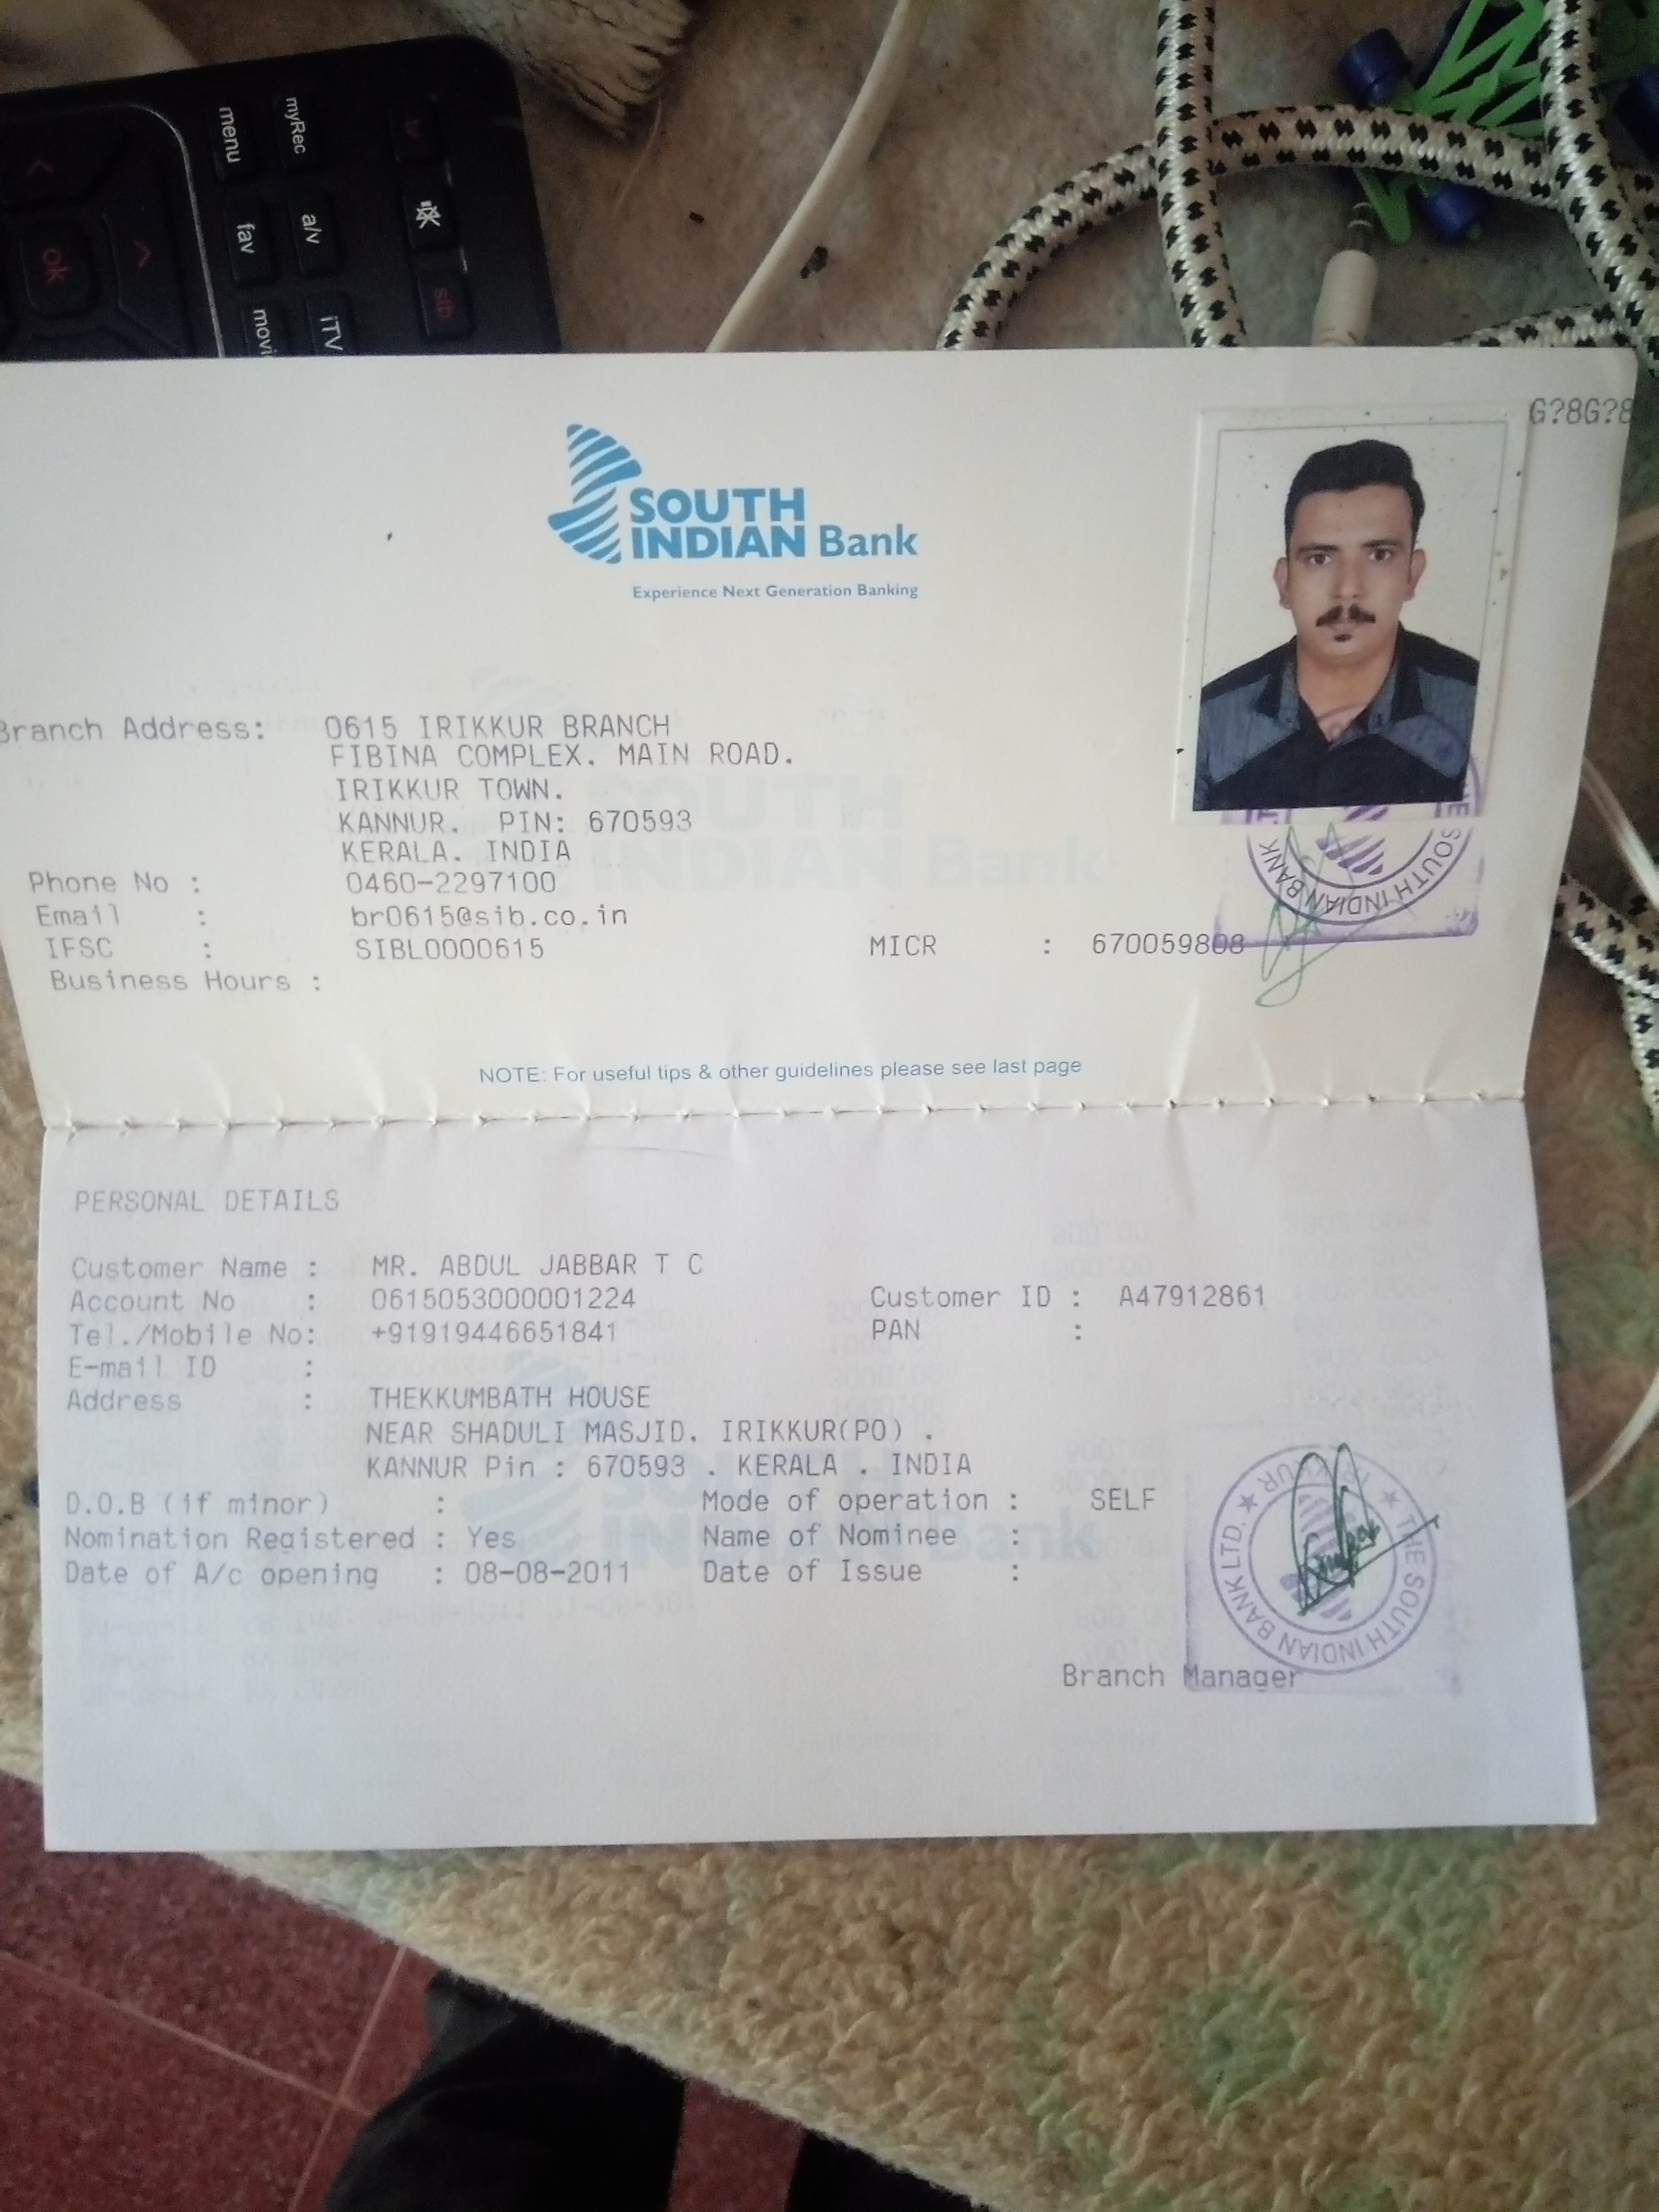 myRec
menu
tv
a/v
fav
ok
stb
iTV
movi
G?8G?8
SOUTH
INDIAN Bank
Experience Next Generation Banking
Branch Address: 0615 IRIKKUR BRANCH
FIBINA COMPLEX. MAIN ROAD.
IRIKKUR TOWN.
KANNUR. PIN: 670593
KERALA. INDIA
Phone No : 0460-2297100
Email : br0615@sib.co.in
IFSC : SIBL0000615 MICR : 670059808
Business Hours :
SOUTH INDIAN BANK
NOTE: For useful tips & other guidelines please see last page
PERSONAL DETAILS
Customer Name : MR. ABDUL JABBAR T C
Account No : 0615053000001224 Customer ID : A47912861
Tel./Mobile No: +91919446651841 PAN :
E-mail ID :
Address : THEKKUMBATH HOUSE
NEAR SHADULI MASJID. IRIKKUR(PO) .
KANNUR Pin : 670593 . KERALA . INDIA
D.O.B (if minor) : Mode of operation : SELF
Nomination Registered : Yes Name of Nominee :
Date of A/c opening : 08-08-2011 Date of Issue :
★ THE SOUTH INDIAN BANK LTD. ★ IRIKKUR
Branch Manager